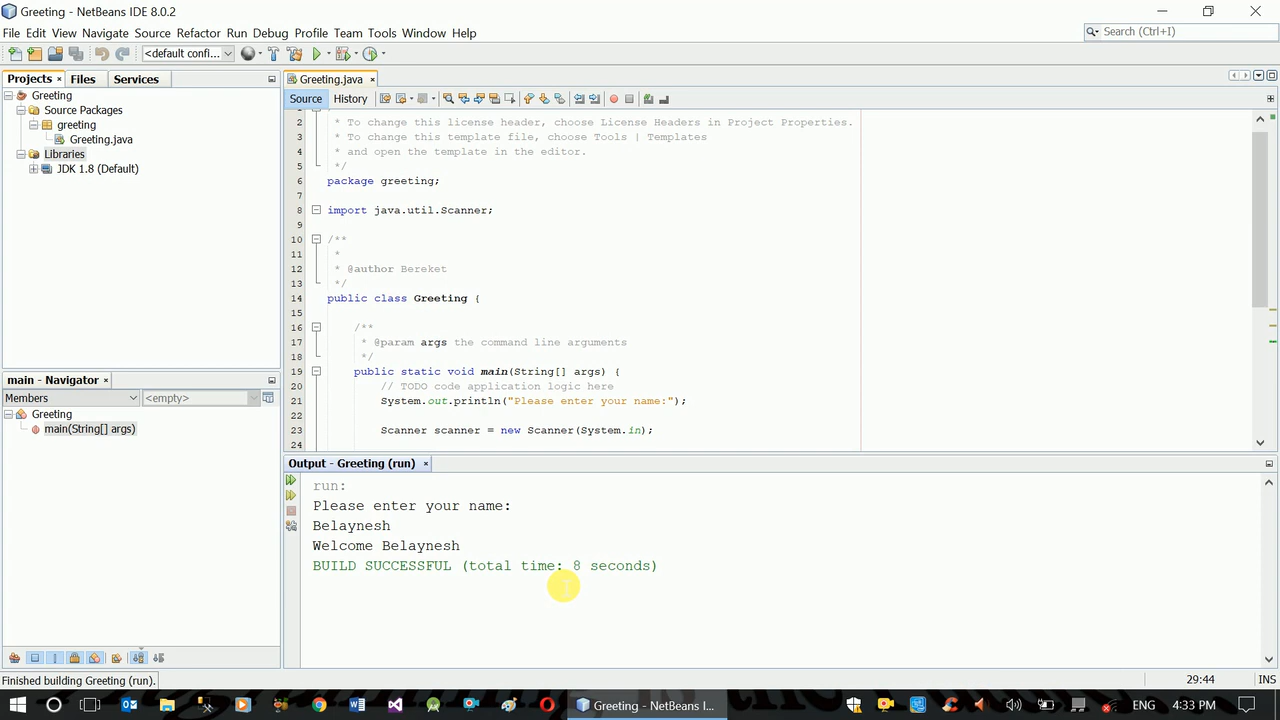 Greeting - NetBeans IDE 8.0.2
File Edit View Navigate Source Refactor Run Debug Profile Team Tools Window Help
Search (Ctrl+I)
<default confi...
Projects Files Services
Greeting
Source Packages
greeting
Greeting.java
Libraries
JDK 1.8 (Default)
main - Navigator
Members <empty>
Greeting
main(String[] args)
Greeting.java
Source History
2 * To change this license header, choose License Headers in Project Properties.
3 * To change this template file, choose Tools | Templates
4 * and open the template in the editor.
5 */
6 package greeting;
7
8 import java.util.Scanner;
9
10 /**
11 *
12 * @author Bereket
13 */
14 public class Greeting {
15
16 /**
17 * @param args the command line arguments
18 */
19 public static void main(String[] args) {
20 // TODO code application logic here
21 System.out.println("Please enter your name:");
22
23 Scanner scanner = new Scanner(System.in);
24
Output - Greeting (run)
run:
Please enter your name:
Belaynesh
Welcome Belaynesh
BUILD SUCCESSFUL (total time: 8 seconds)
Finished building Greeting (run).
29:44 INS
Greeting - NetBeans I...
ENG 4:33 PM